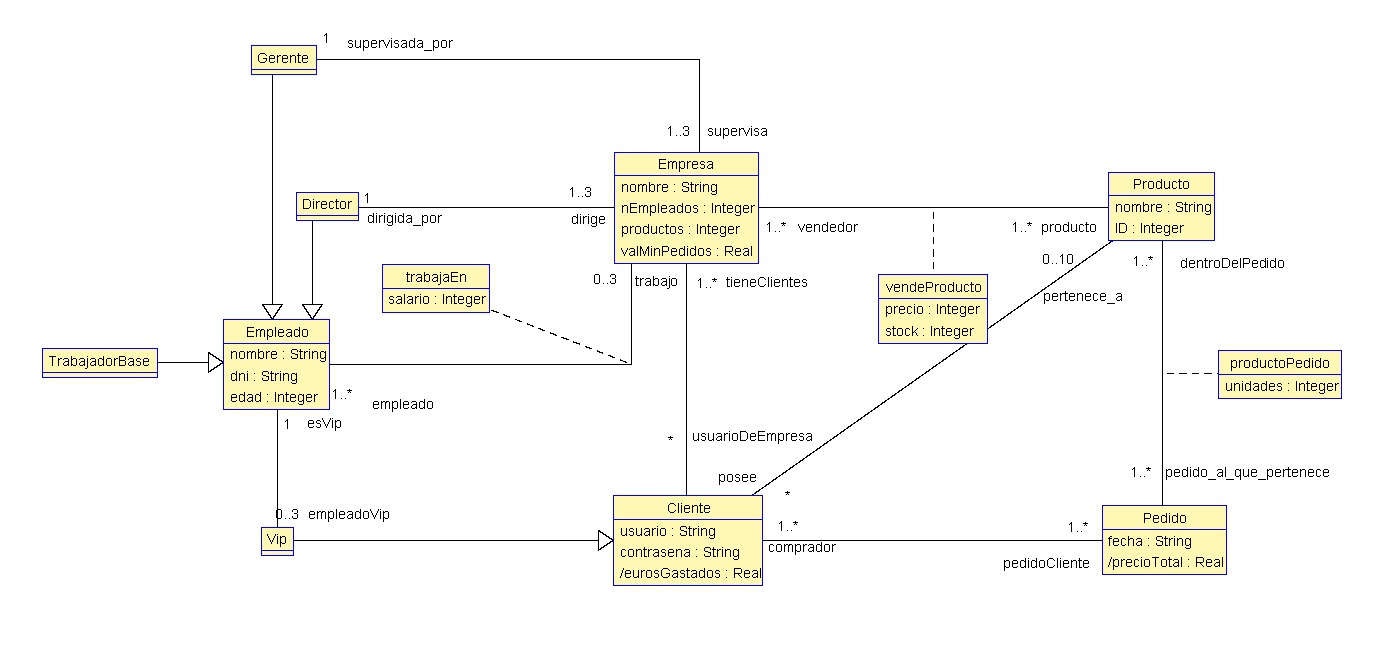 1 supervisada_por
Gerente
1..3 supervisa
Empresa
nombre : String
nEmpleados : Integer
productos : Integer
valMinPedidos : Real
Director
1
dirigida_por
1..3
dirige
1..* vendedor
1..* producto
Producto
nombre : String
ID : Integer
trabajaEn
salario : Integer
0..3 trabajo
1..* tieneClientes
vendeProducto
precio : Integer
stock : Integer
0..10
pertenece_a
1..* dentroDelPedido
Empleado
nombre : String
dni : String
edad : Integer
TrabajadorBase
productoPedido
unidades : Integer
1..*
empleado
1 esVip
* usuarioDeEmpresa
posee
*
1..* pedido_al_que_pertenece
0..3 empleadoVip
Vip
Cliente
usuario : String
contrasena : String
/eurosGastados : Real
1..*
comprador
1..*
pedidoCliente
Pedido
fecha : String
/precioTotal : Real